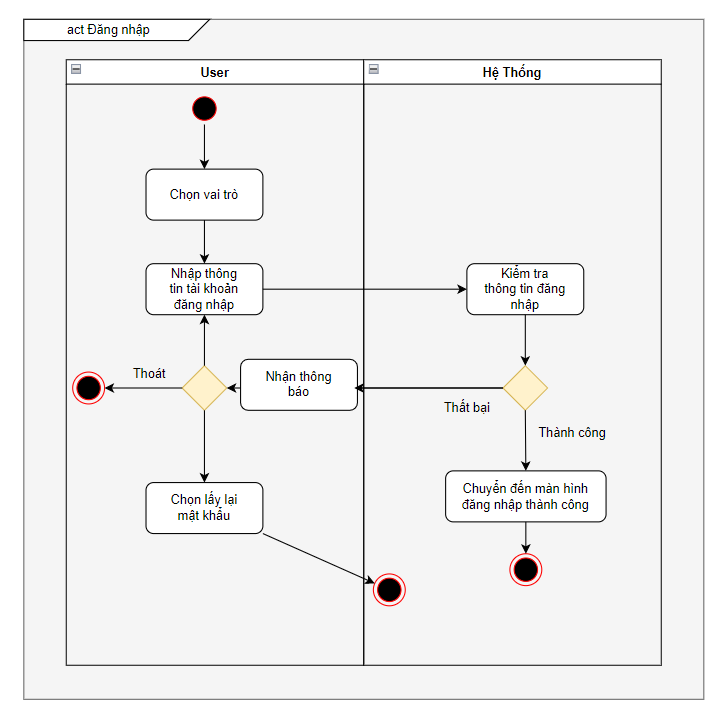 act Đăng nhập
User
Hệ Thống
Chọn vai trò
Nhập thông
tin tài khoản
đăng nhập
Kiểm tra
thông tin đăng
nhập
Thoát
Nhận thông
báo
Thất bại
Thành công
Chọn lấy lại
mật khẩu
Chuyển đến màn hình
đăng nhập thành công